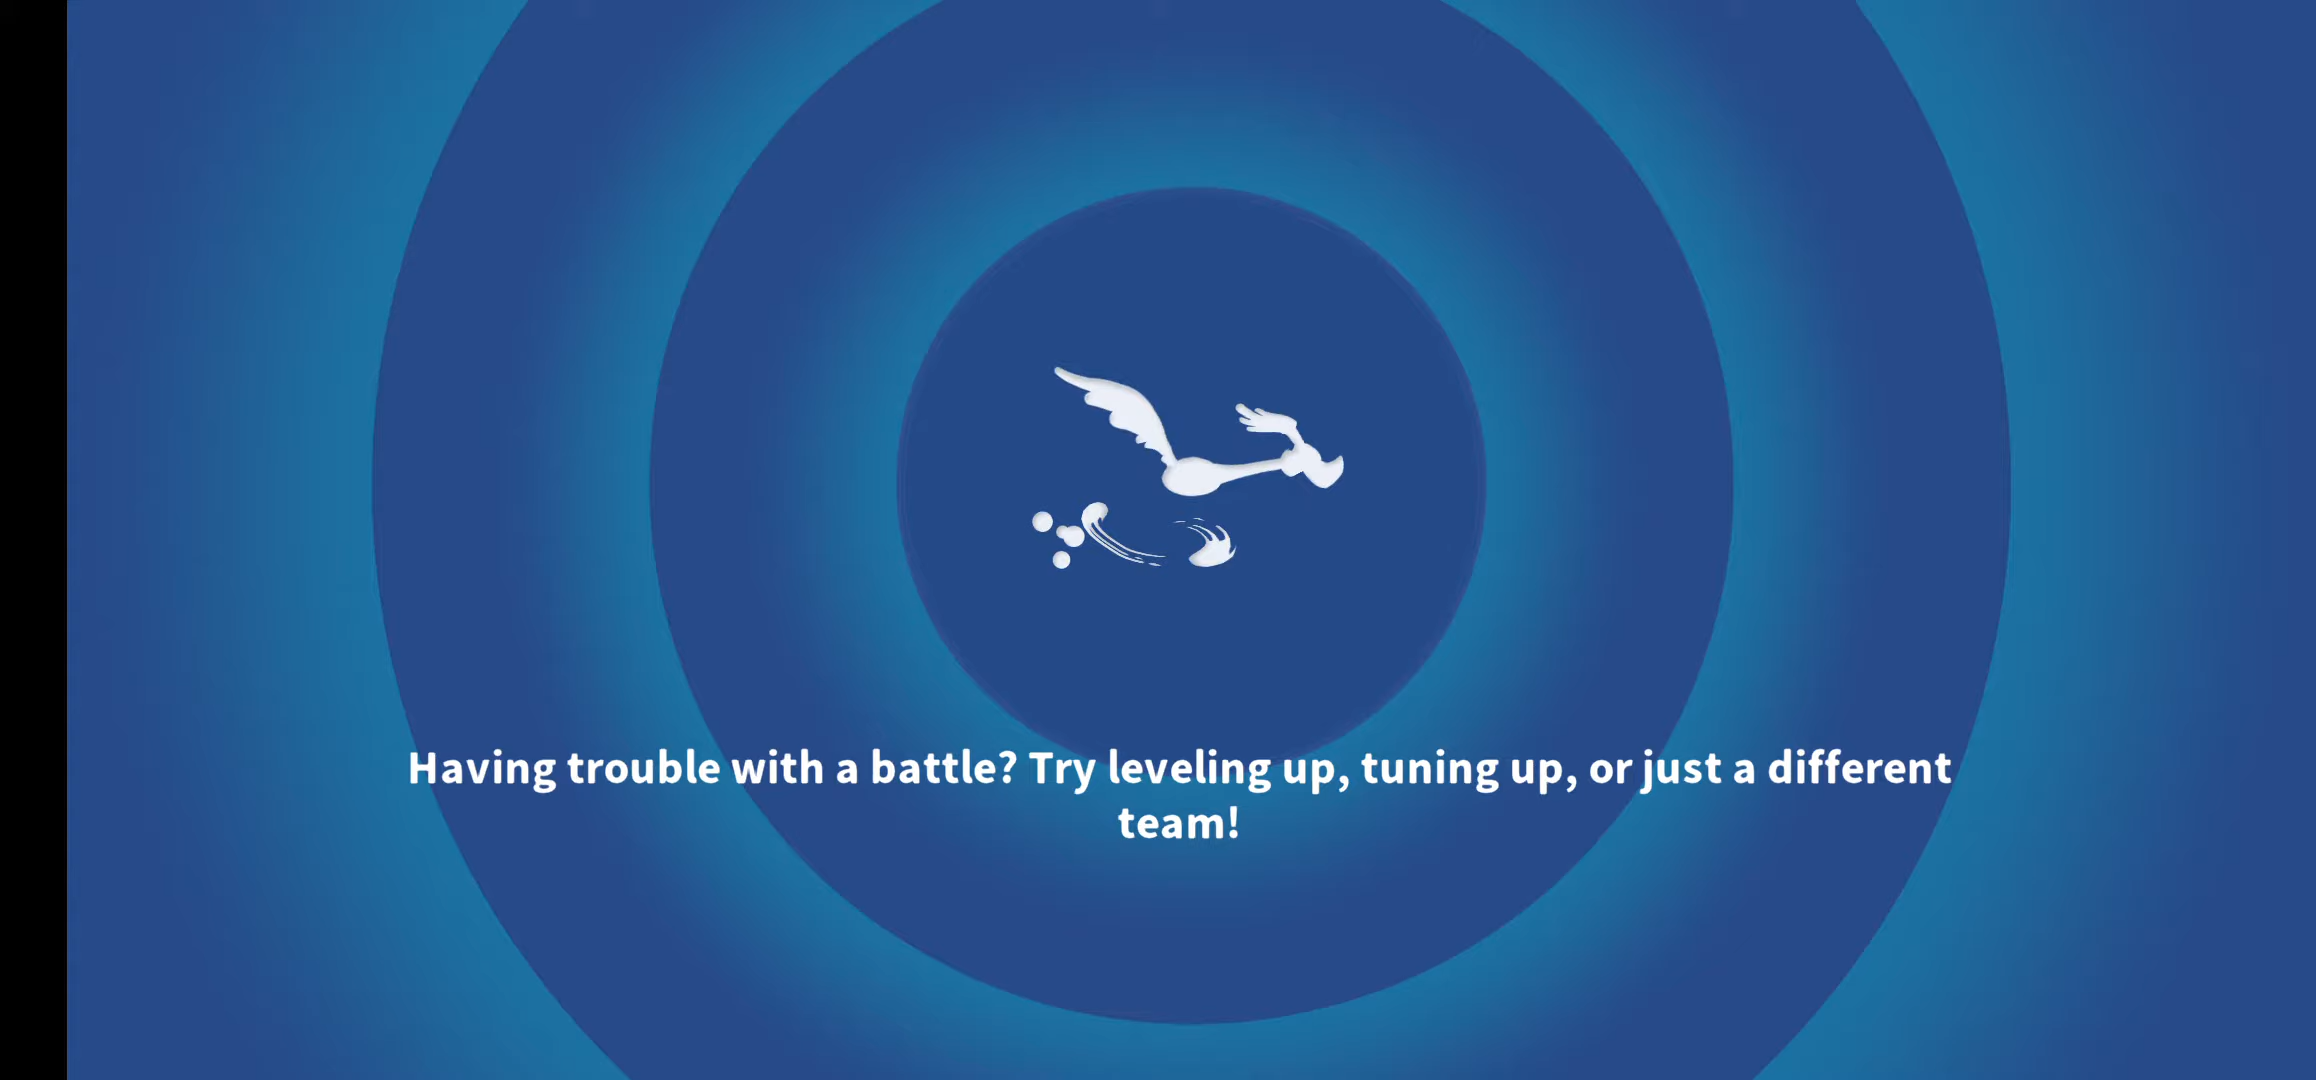 Having trouble with a battle? Try leveling up, tuning up, or just a different
team!